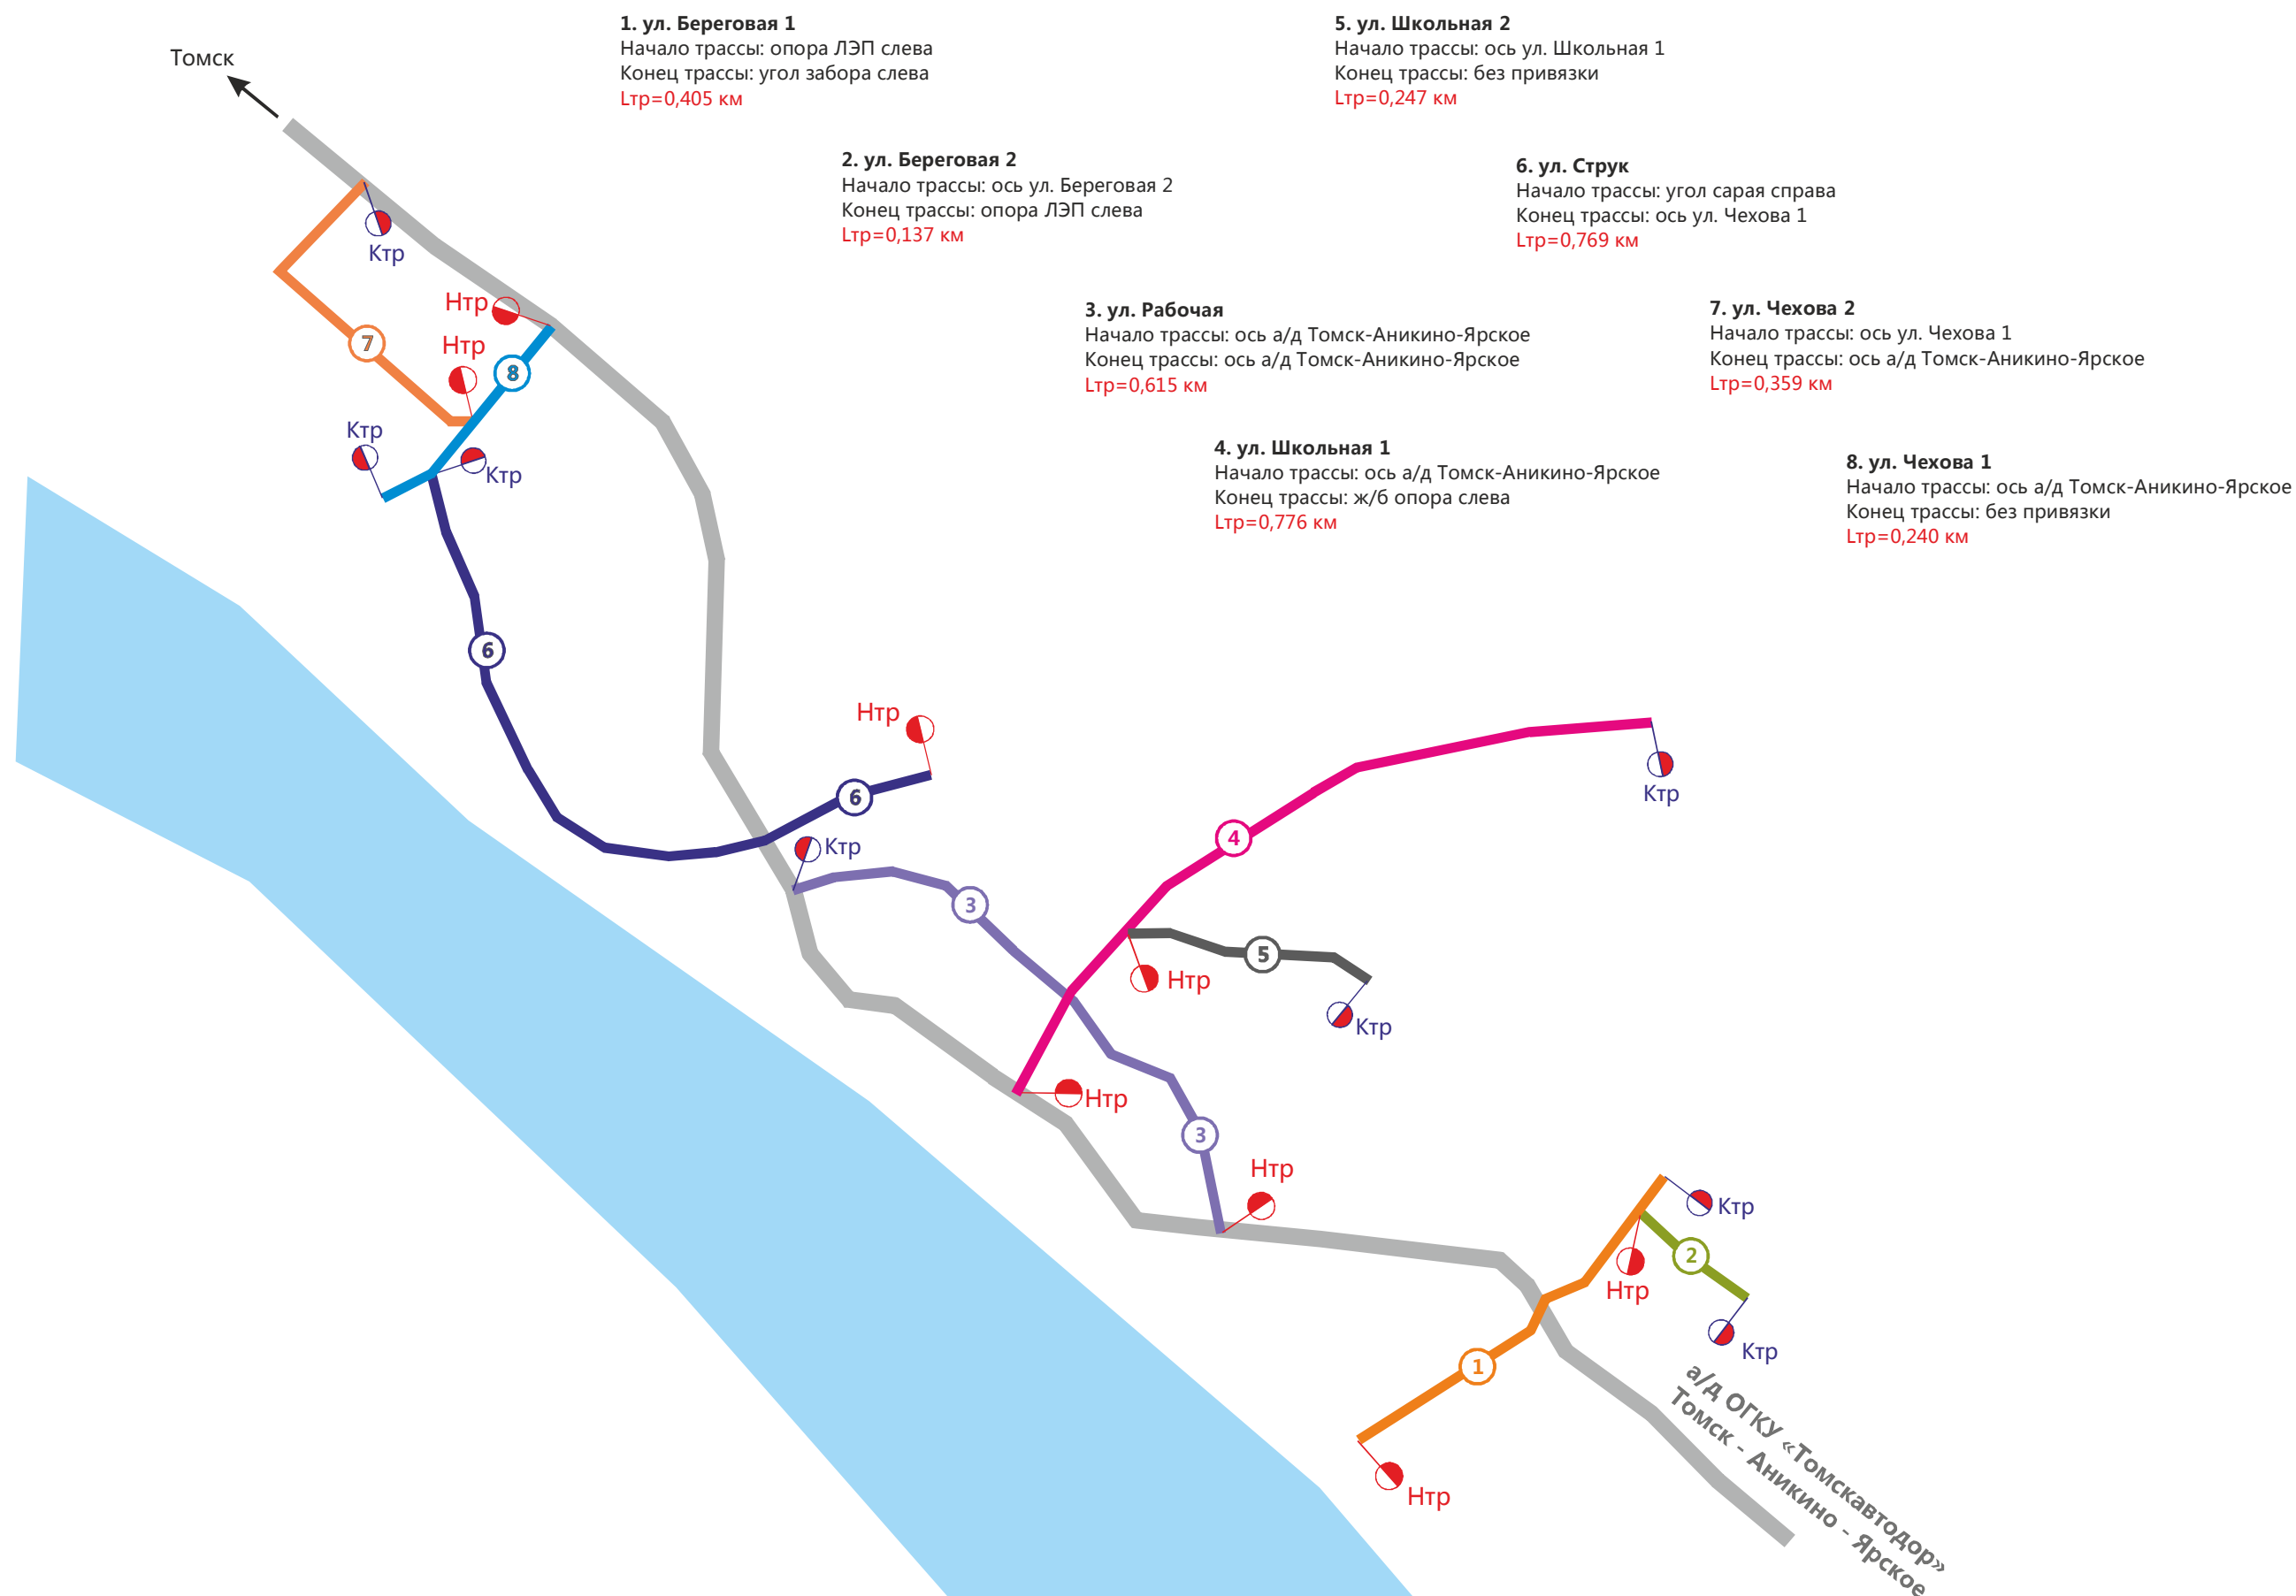 1. ул. Береговая 1
Начало трассы: опора ЛЭП слева
Конец трассы: угол забора слева
Lтр=0,405 км
5. ул. Школьная 2
Начало трассы: ось ул. Школьная 1
Конец трассы: без привязки
Lтр=0,247 км
Томск
2. ул. Береговая 2
Начало трассы: ось ул. Береговая 2
Конец трассы: опора ЛЭП слева
Lтр=0,137 км
6. ул. Струк
Начало трассы: угол сарая справа
Конец трассы: ось ул. Чехова 1
Lтр=0,769 км
3. ул. Рабочая
Начало трассы: ось а/д Томск-Аникино-Ярское
Конец трассы: ось а/д Томск-Аникино-Ярское
Lтр=0,615 км
7. ул. Чехова 2
Начало трассы: ось ул. Чехова 1
Конец трассы: ось а/д Томск-Аникино-Ярское
Lтр=0,359 км
4. ул. Школьная 1
Начало трассы: ось а/д Томск-Аникино-Ярское
Конец трассы: ж/б опора слева
Lтр=0,776 км
8. ул. Чехова 1
Начало трассы: ось а/д Томск-Аникино-Ярское
Конец трассы: без привязки
Lтр=0,240 км
Ктр
Нтр
7
Нтр
8
Ктр
Ктр
6
Нтр
6
Ктр
Ктр
4
3
5
Нтр
Ктр
Нтр
3
Нтр
Ктр
2
Нтр
Ктр
1
Нтр
а/д ОГКУ «Томскавтодор»
Томск - Аникино - Ярское